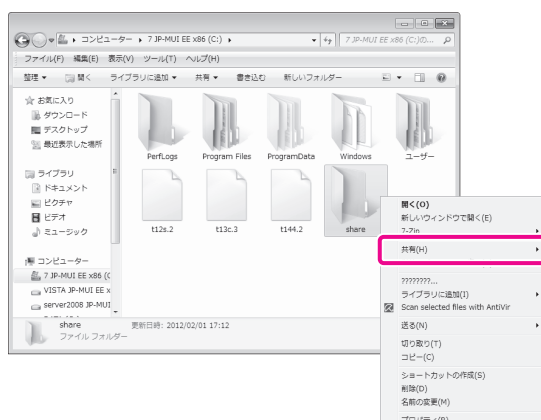 コンピューター ▸ 7 JP-MUI EE x86 (C:) ▸
7 JP-MUI EE x86 (C:)の...
ファイル(F) 編集(E) 表示(V) ツール(T) ヘルプ(H)
整理 ▼ 開く ライブラリに追加 ▼ 共有 ▼ 書き込む 新しいフォルダー
お気に入り
ダウンロード
デスクトップ
最近表示した場所
ライブラリ
ドキュメント
ピクチャ
ビデオ
ミュージック
コンピューター
7 JP-MUI EE x86 (C
VISTA JP-MUI EE x
server2008 JP-MUI
PerfLogs
Program Files
ProgramData
Windows
ユーザー
t12s.2
t13c.3
t144.2
share
share 更新日時: 2012/02/01 17:12
ファイル フォルダー
開く(O)
新しいウィンドウで開く(E)
7-Zip
共有(H)
????????...
ライブラリに追加(I)
Scan selected files with AntiVir
送る(N)
切り取り(T)
コピー(C)
ショートカットの作成(S)
削除(D)
名前の変更(M)
プロパティ(R)